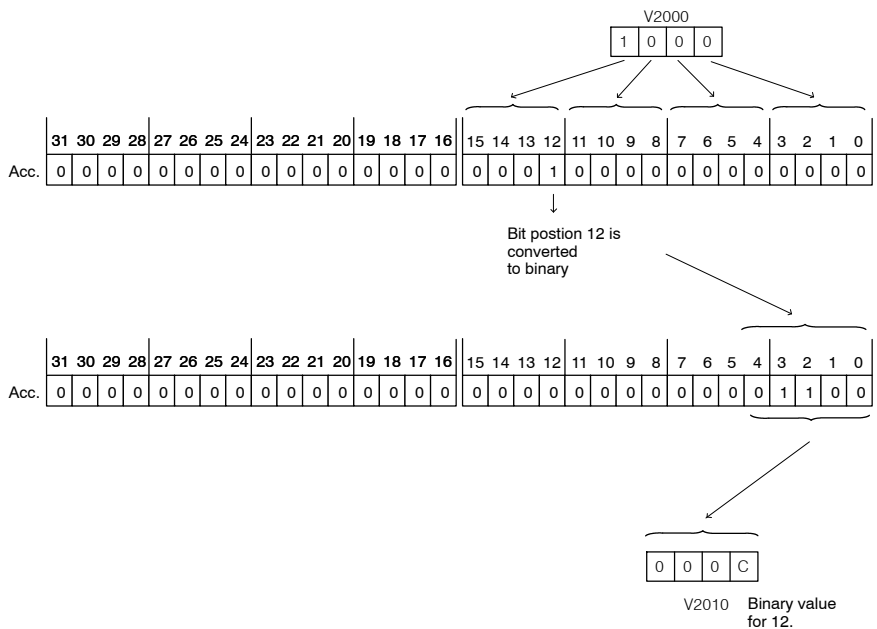 V2000
1 0 0 0
31 30 29 28 27 26 25 24 23 22 21 20 19 18 17 16 15 14 13 12 11 10 9 8 7 6 5 4 3 2 1 0
Acc. 0 0 0 0 0 0 0 0 0 0 0 0 0 0 0 0 0 0 0 1 0 0 0 0 0 0 0 0 0 0 0 0
Bit postion 12 is
converted
to binary
31 30 29 28 27 26 25 24 23 22 21 20 19 18 17 16 15 14 13 12 11 10 9 8 7 6 5 4 3 2 1 0
Acc. 0 0 0 0 0 0 0 0 0 0 0 0 0 0 0 0 0 0 0 0 0 0 0 0 0 0 0 0 1 1 0 0
0 0 0 C
V2010 Binary value
for 12.